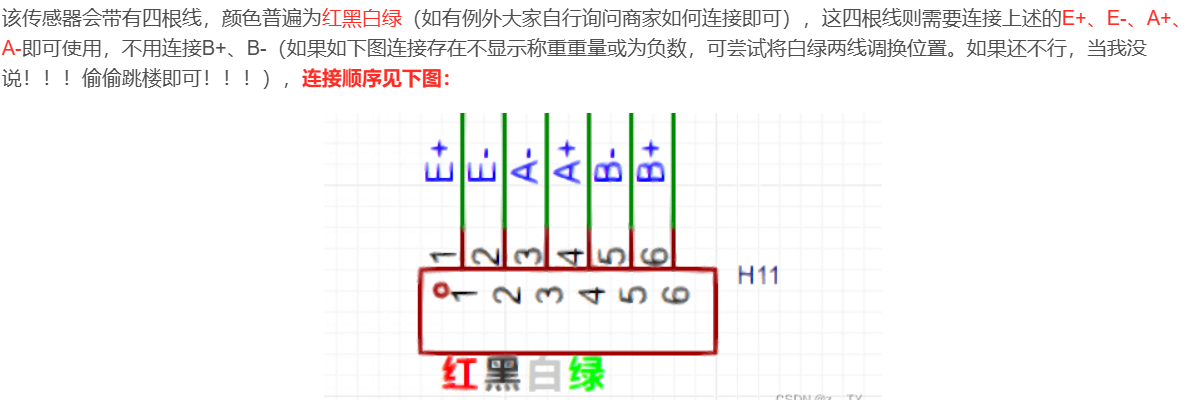 该传感器会带有四根线，颜色普遍为红黑白绿（如有例外大家自行询问商家如何连接即可），这四根线则需要连接上述的E+、E-、A+、
A-即可使用，不用连接B+、B-（如果如下图连接存在不显示称重重量或为负数，可尝试将白绿两线调换位置。如果还不行，当我没
说！！！偷偷跳楼即可！！！），连接顺序见下图：
E+ E- A- A+ B- B+
1 2 3 4 5 6
H11
1 2 3 4 5 6
红黑白绿